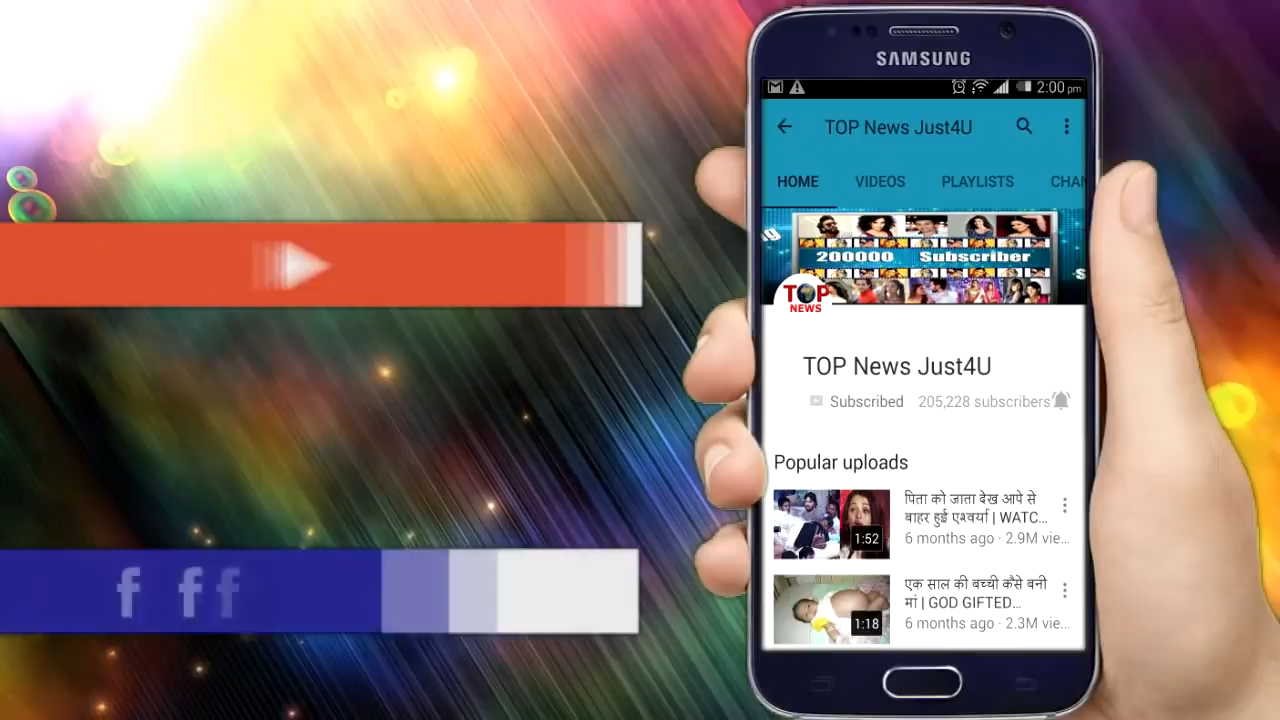 SAMSUNG
2:00 pm
TOP News Just4U
HOME VIDEOS PLAYLISTS CHAN
200000 Subscriber
TOP
NEWS
TOP News Just4U
Subscribed 205,228 subscribers
Popular uploads
पिता को जाता देख आपे से
बाहर हुई एश्वर्या | WATC...
6 months ago · 2.9M vie...
1:52
एक साल की बच्ची कैसे बनी
मां | GOD GIFTED...
6 months ago · 2.3M vie...
1:18
f f f